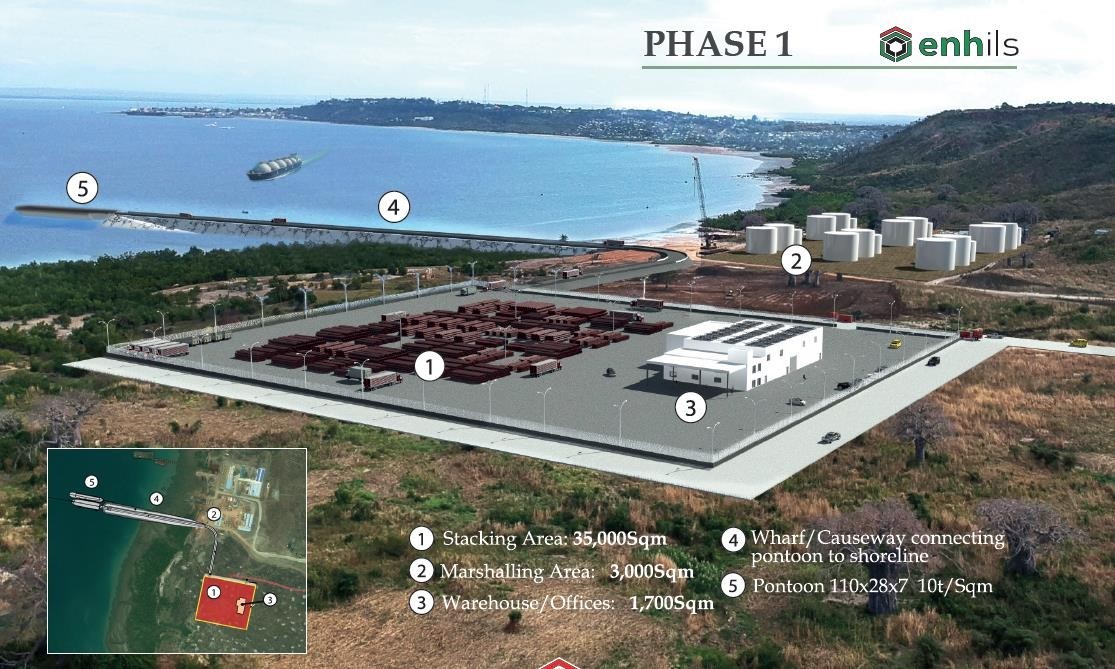 PHASE 1
enhils
5
4
2
1
3
5
4
2
1
3
1 Stacking Area: 35,000Sqm
2 Marshalling Area: 3,000Sqm
3 Warehouse/Offices: 1,700Sqm
4 Wharf/Causeway connecting
pontoon to shoreline
5 Pontoon 110x28x7 10t/Sqm